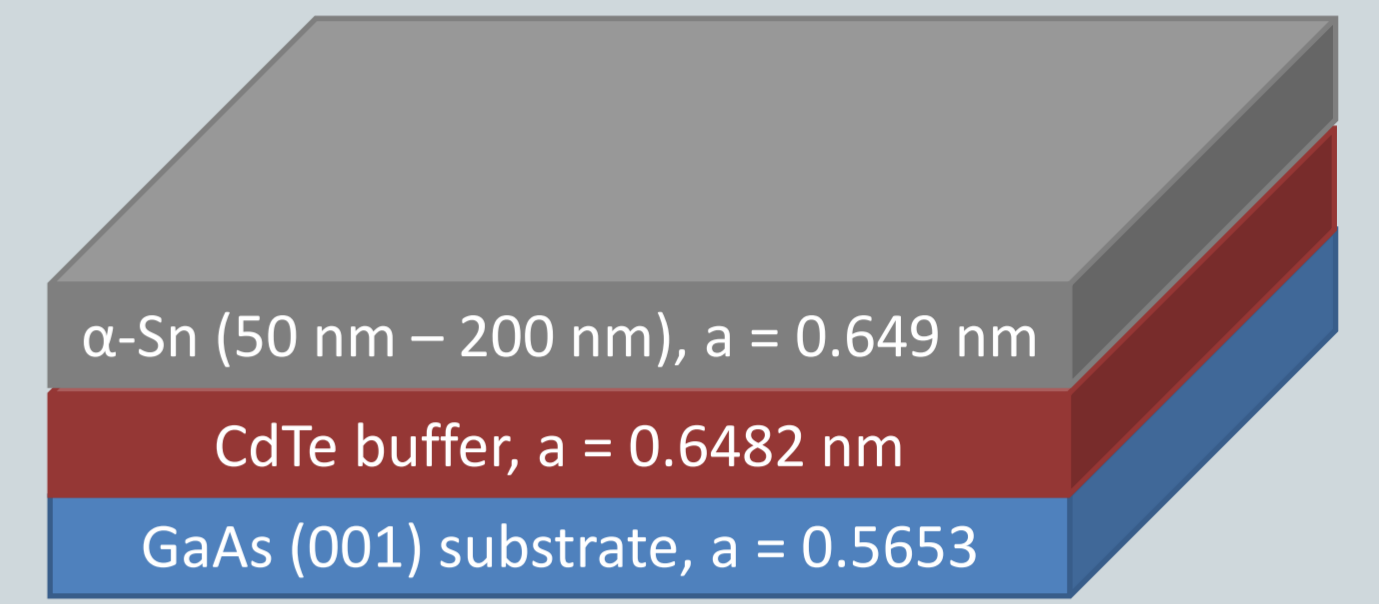 α-Sn (50 nm – 200 nm), a = 0.649 nm
CdTe buffer, a = 0.6482 nm
GaAs (001) substrate, a = 0.5653